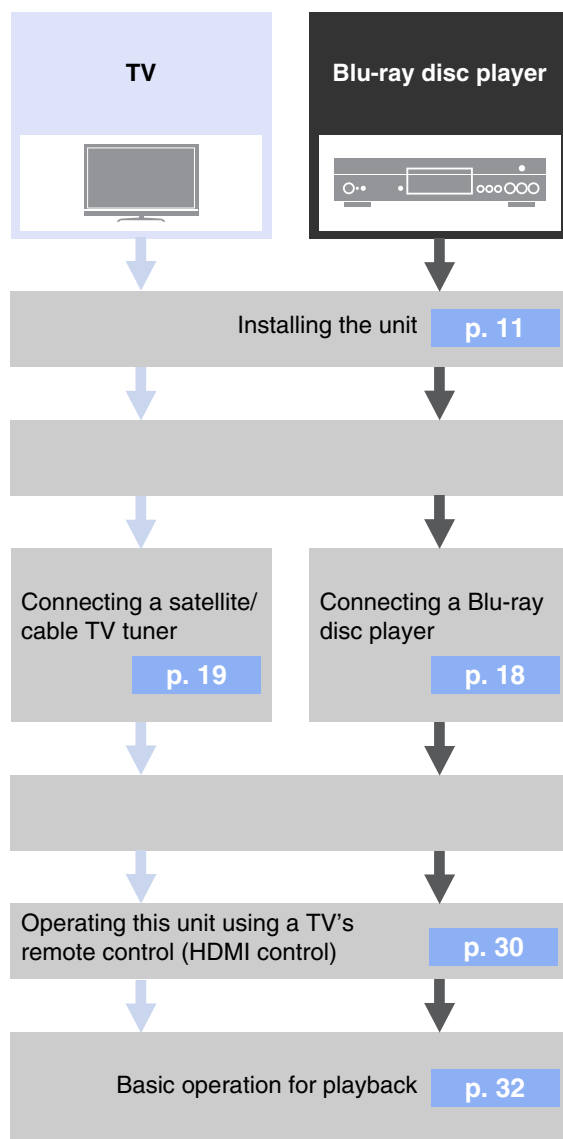 TV
Blu-ray disc player
Installing the unit p. 11
Connecting a satellite/
cable TV tuner
p. 19
Connecting a Blu-ray
disc player
p. 18
Operating this unit using a TV's
remote control (HDMI control)
p. 30
Basic operation for playback p. 32